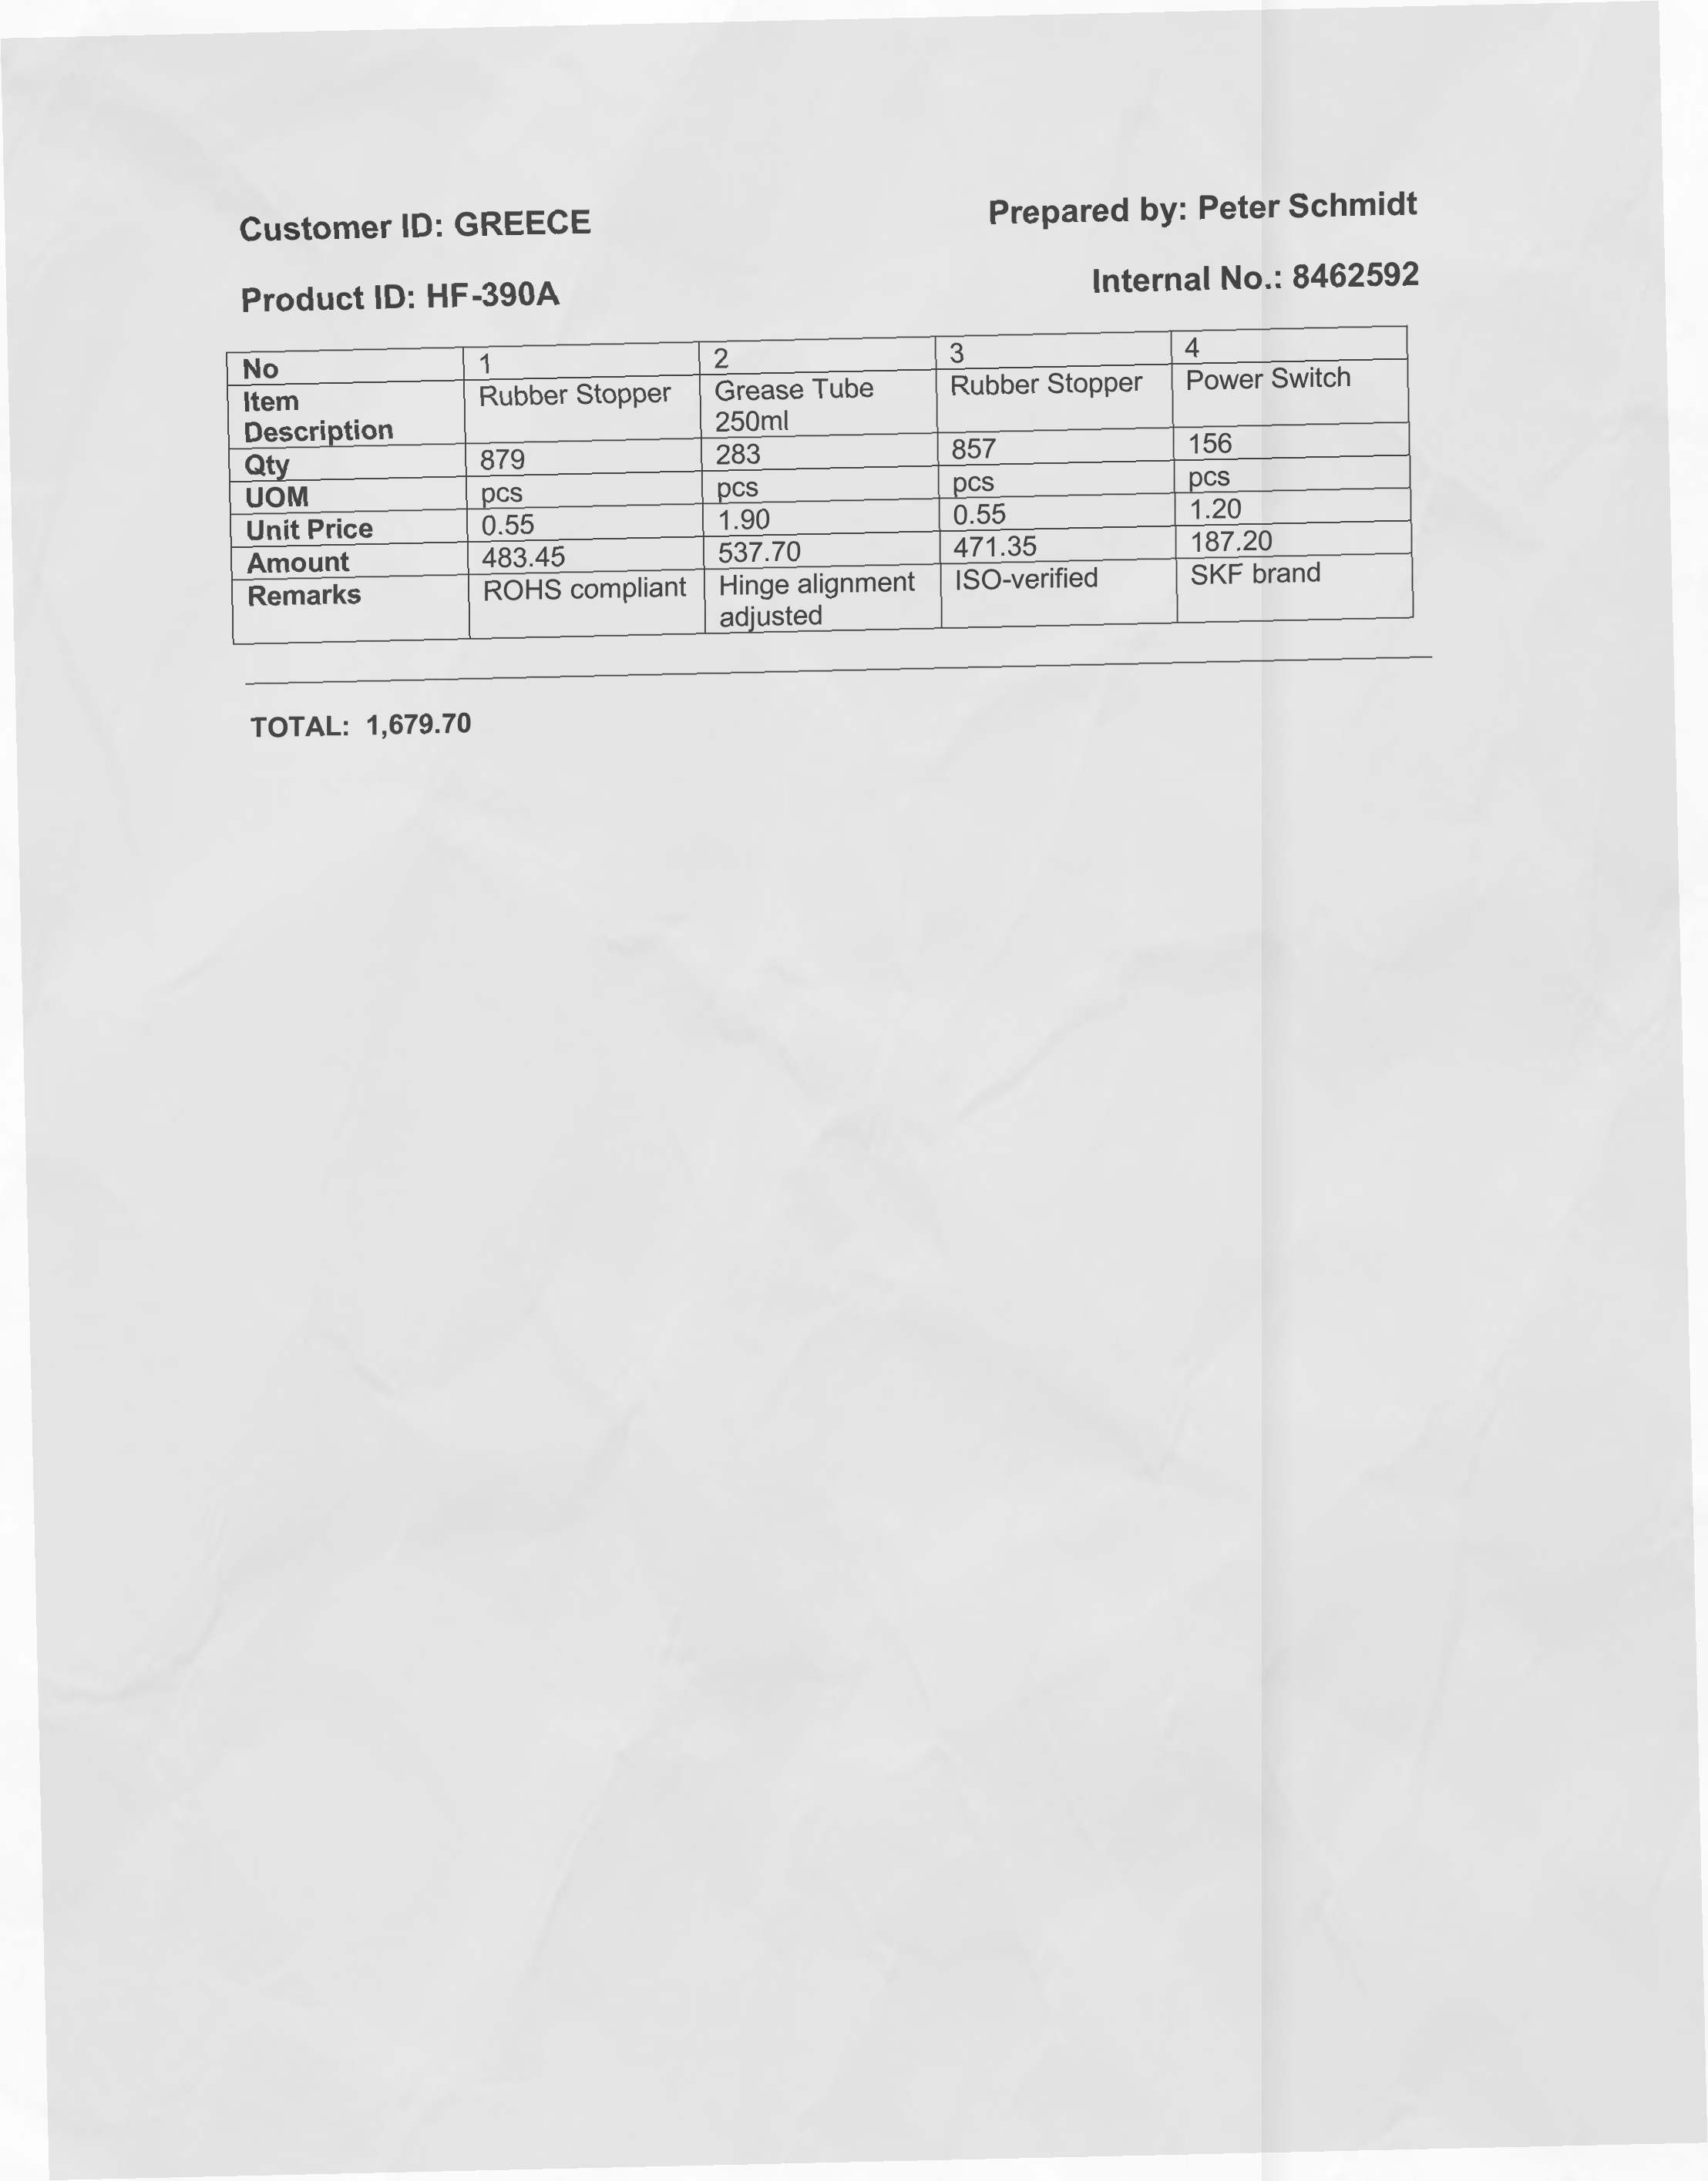 Customer ID: GREECE
Prepared by: Peter Schmidt
Product ID: HF-390A
Internal No.: 8462592
No 1 2 3 4
Item Description Rubber Stopper Grease Tube 250ml Rubber Stopper Power Switch
Qty 879 283 857 156
UOM pcs pcs pcs pcs
Unit Price 0.55 1.90 0.55 1.20
Amount 483.45 537.70 471.35 187.20
Remarks ROHS compliant Hinge alignment adjusted ISO-verified SKF brand
TOTAL: 1,679.70